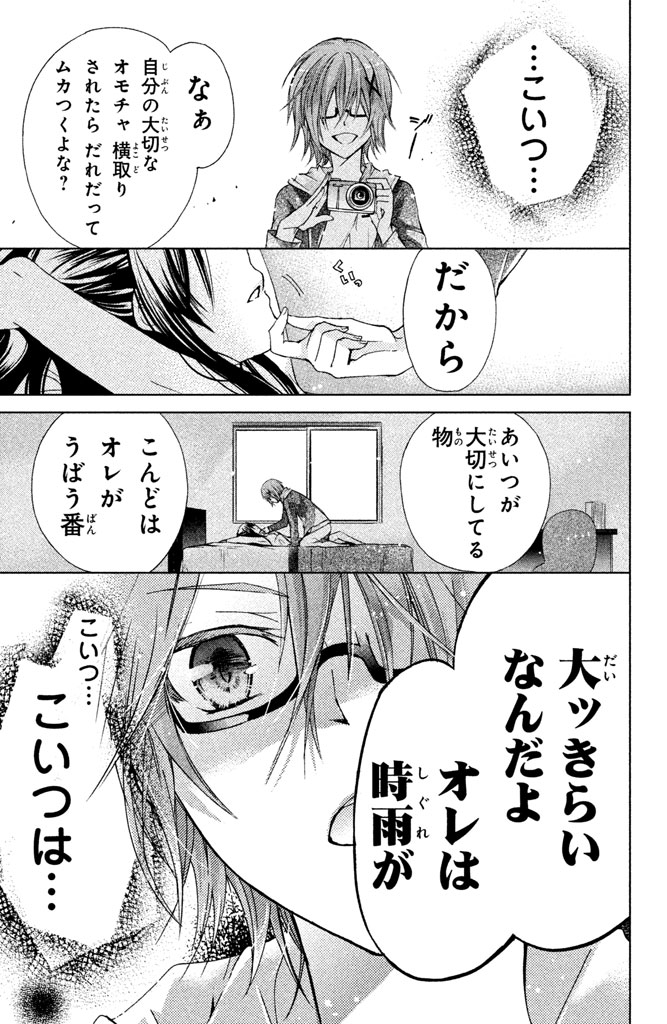 …こいつ…
なぁ
自分の大切な
オモチャ横取り
されたらだれだって
ムカつくよな？
だから
くいっ
あいつが
大切にしてる
物
こんどは
オレが
うばう番
大ッきらい
なんだよ
オレは
時雨が
こいつ…
こいつは…